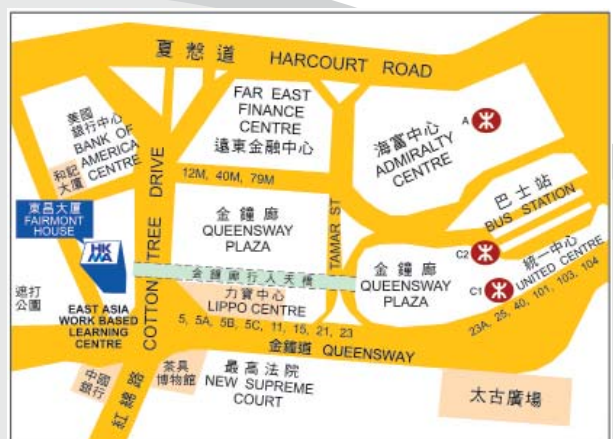 夏慤道 HARCOURT ROAD
美國
銀行中心
BANK OF
AMERICA
CENTRE
和記
大廈
FAR EAST
FINANCE
CENTRE
遠東金融中心
海富中心
ADMIRALTY
CENTRE
A
12M, 40M, 79M
巴士站
BUS STATION
東昌大廈
FAIRMONT
HOUSE
HK
MA
COTTON TREE DRIVE
紅綿路
金鐘廊
QUEENSWAY
PLAZA
TAMAR ST
金鐘廊行人天橋
金鐘廊
QUEENSWAY
PLAZA
C2
C1
統一中心
UNITED CENTRE
23A, 25, 40, 101, 103, 104
遮打
公園
EAST ASIA
WORK BASED
LEARNING
CENTRE
力寶中心
LIPPO CENTRE
5, 5A, 5B, 5C, 11, 15, 21, 23
金鐘道 QUEENSWAY
中國
銀行
茶具
博物館
最高法院
NEW SUPREME
COURT
太古廣場